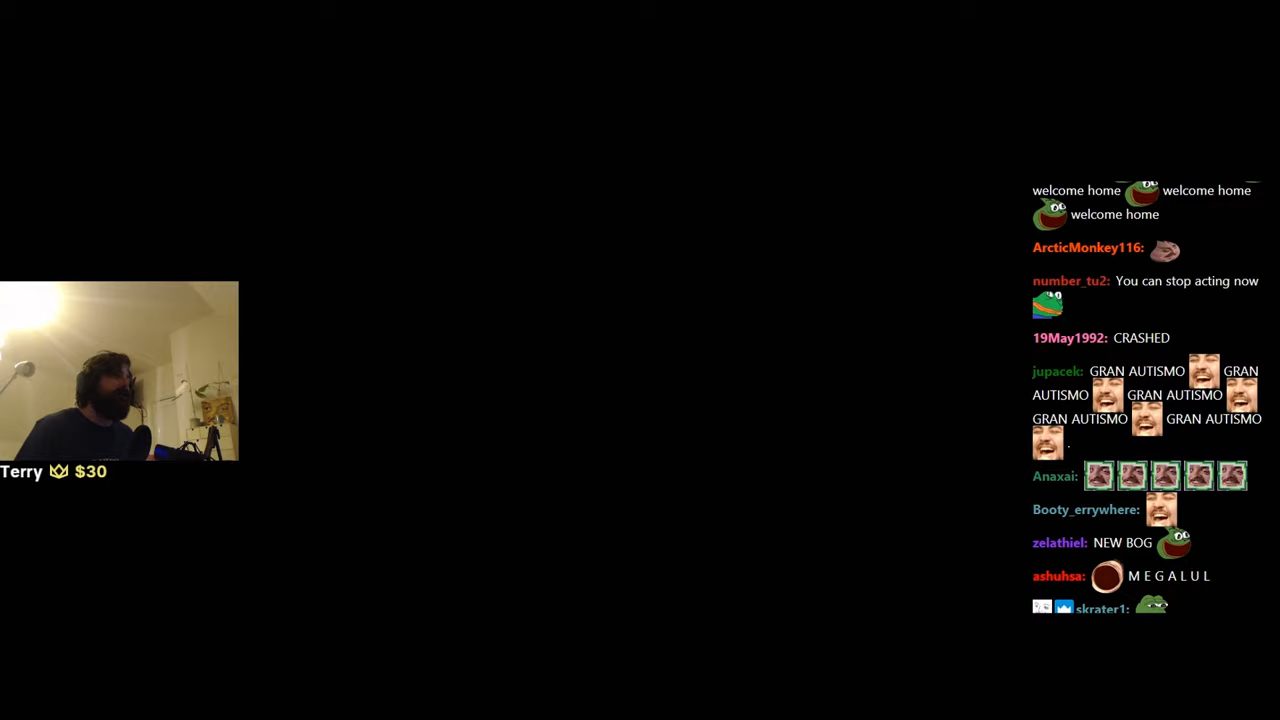 welcome home welcome home
welcome home
ArcticMonkey116:
number_tu2: You can stop acting now
19May1992: CRASHED
jupacek: GRAN AUTISMO GRAN
AUTISMO GRAN AUTISMO
GRAN AUTISMO GRAN AUTISMO
.
Anaxai:
Terry $30
Booty_errywhere:
zelathiel: NEW BOG
ashuhsa: M E G A L U L
skrater1: